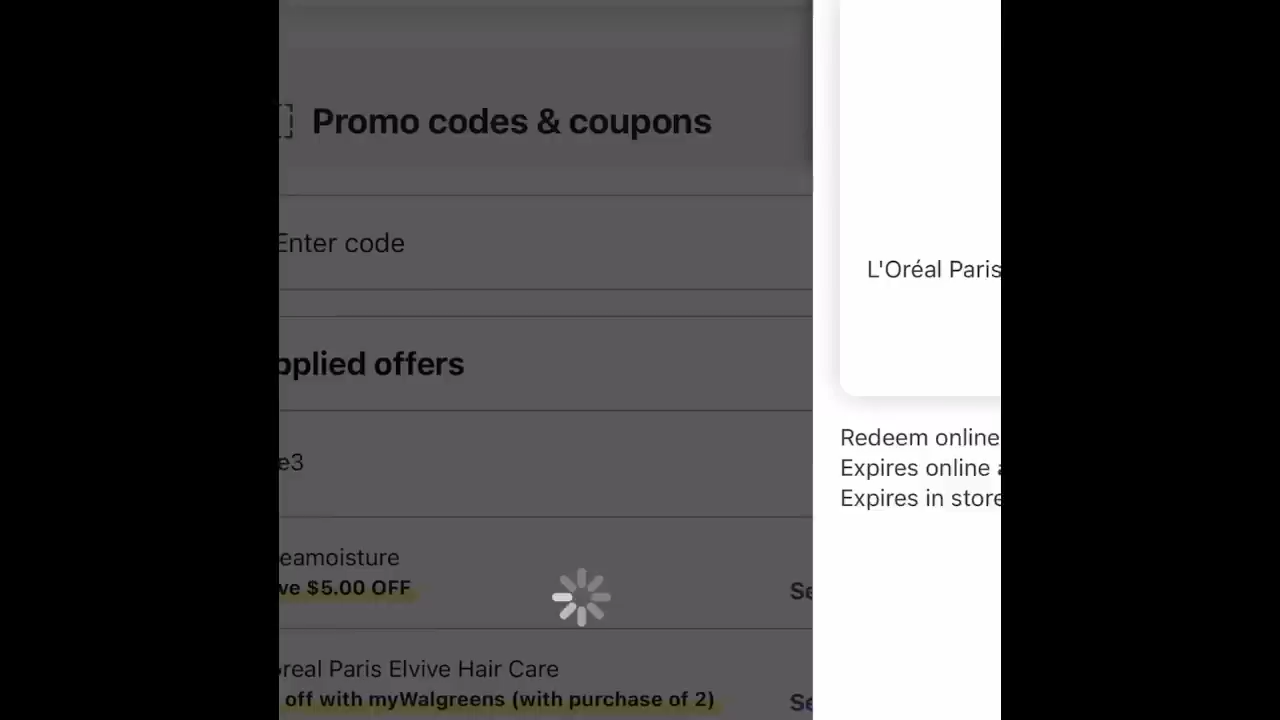 Promo codes & coupons
Enter code
pplied offers
e3
eamoisture
ve $5.00 OFF
Se
oreal Paris Elvive Hair Care
off with myWalgreens (with purchase of 2)
Se
L'Oréal Paris
Redeem online
Expires online
Expires in store